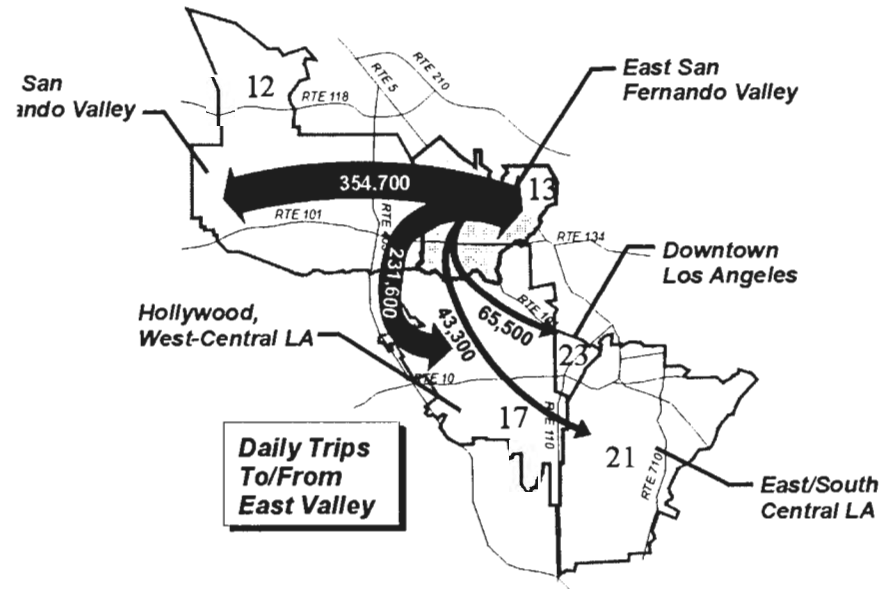 San
ando Valley
12
RTE 118
RTE 5
RTE 210
East San
Fernando Valley
354.700
13
RTE 101
RTE
RTE 134
Downtown
Los Angeles
231,600
Hollywood,
West-Central LA
43,300
65,500
RTE
23
RTE 10
17
RTE 110
21
RTE 710
Daily Trips
To/From
East Valley
East/South
Central LA